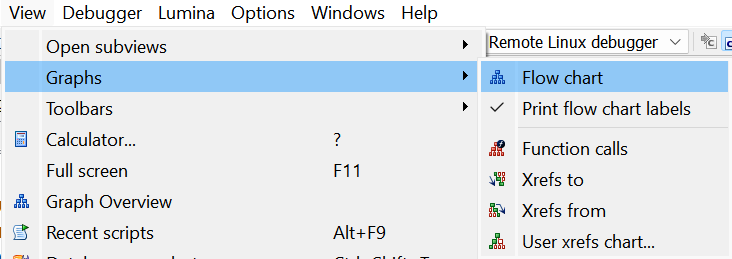 View Debugger Lumina Options Windows Help
Open subviews
Remote Linux debugger
Graphs
Flow chart
Toolbars
Print flow chart labels
Calculator... ?
Function calls
Full screen F11
Xrefs to
Graph Overview
Xrefs from
Recent scripts Alt+F9
User xrefs chart...